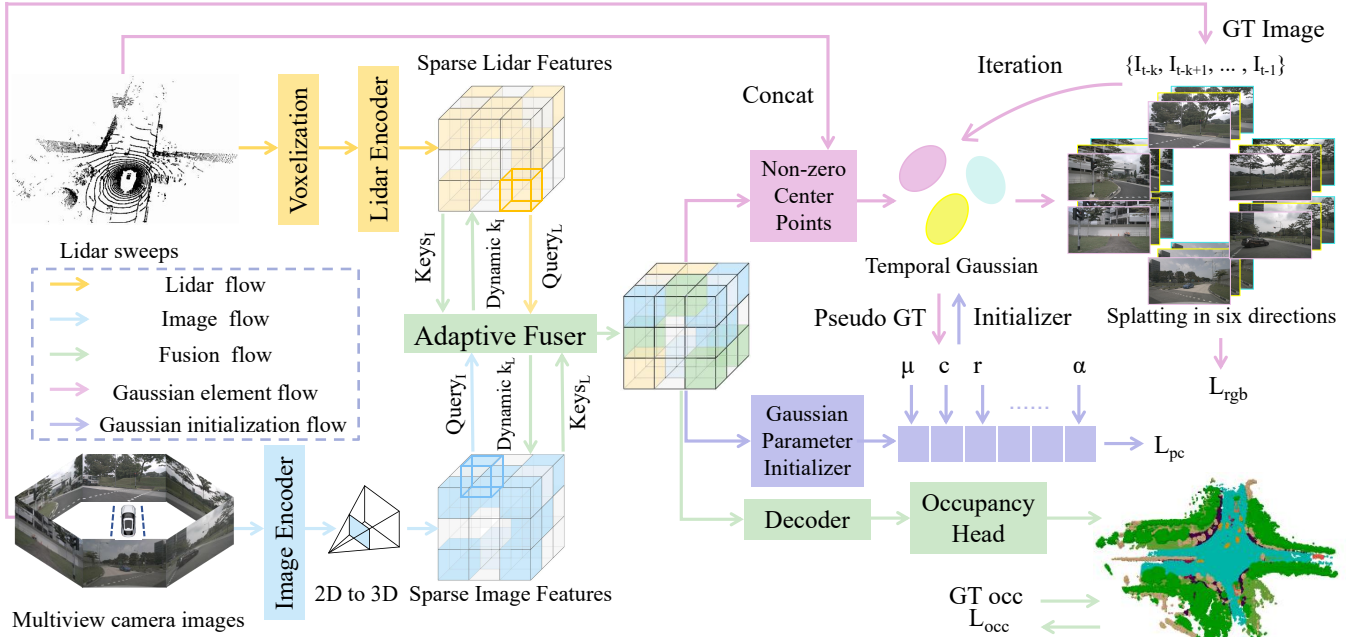 GT Image
{I_{t-k}, I_{t-k+1}, ... , I_{t-1}}
Iteration
Concat
Sparse Lidar Features
Voxelization
Lidar Encoder
Non-zero
Center
Points
Lidar sweeps
Lidar flow
Image flow
Fusion flow
Gaussian element flow
Gaussian initialization flow
Keys_I
Dynamic k_I
Query_L
Adaptive Fuser
Query_I
Dynamic k_L
Keys_L
Temporal Gaussian
Pseudo GT
Initializer
Splatting in six directions
L_rgb
μ c r ...... α
Gaussian
Parameter
Initializer
L_pc
Image Encoder
2D to 3D
Sparse Image Features
Multiview camera images
Decoder
Occupancy
Head
GT occ
L_occ